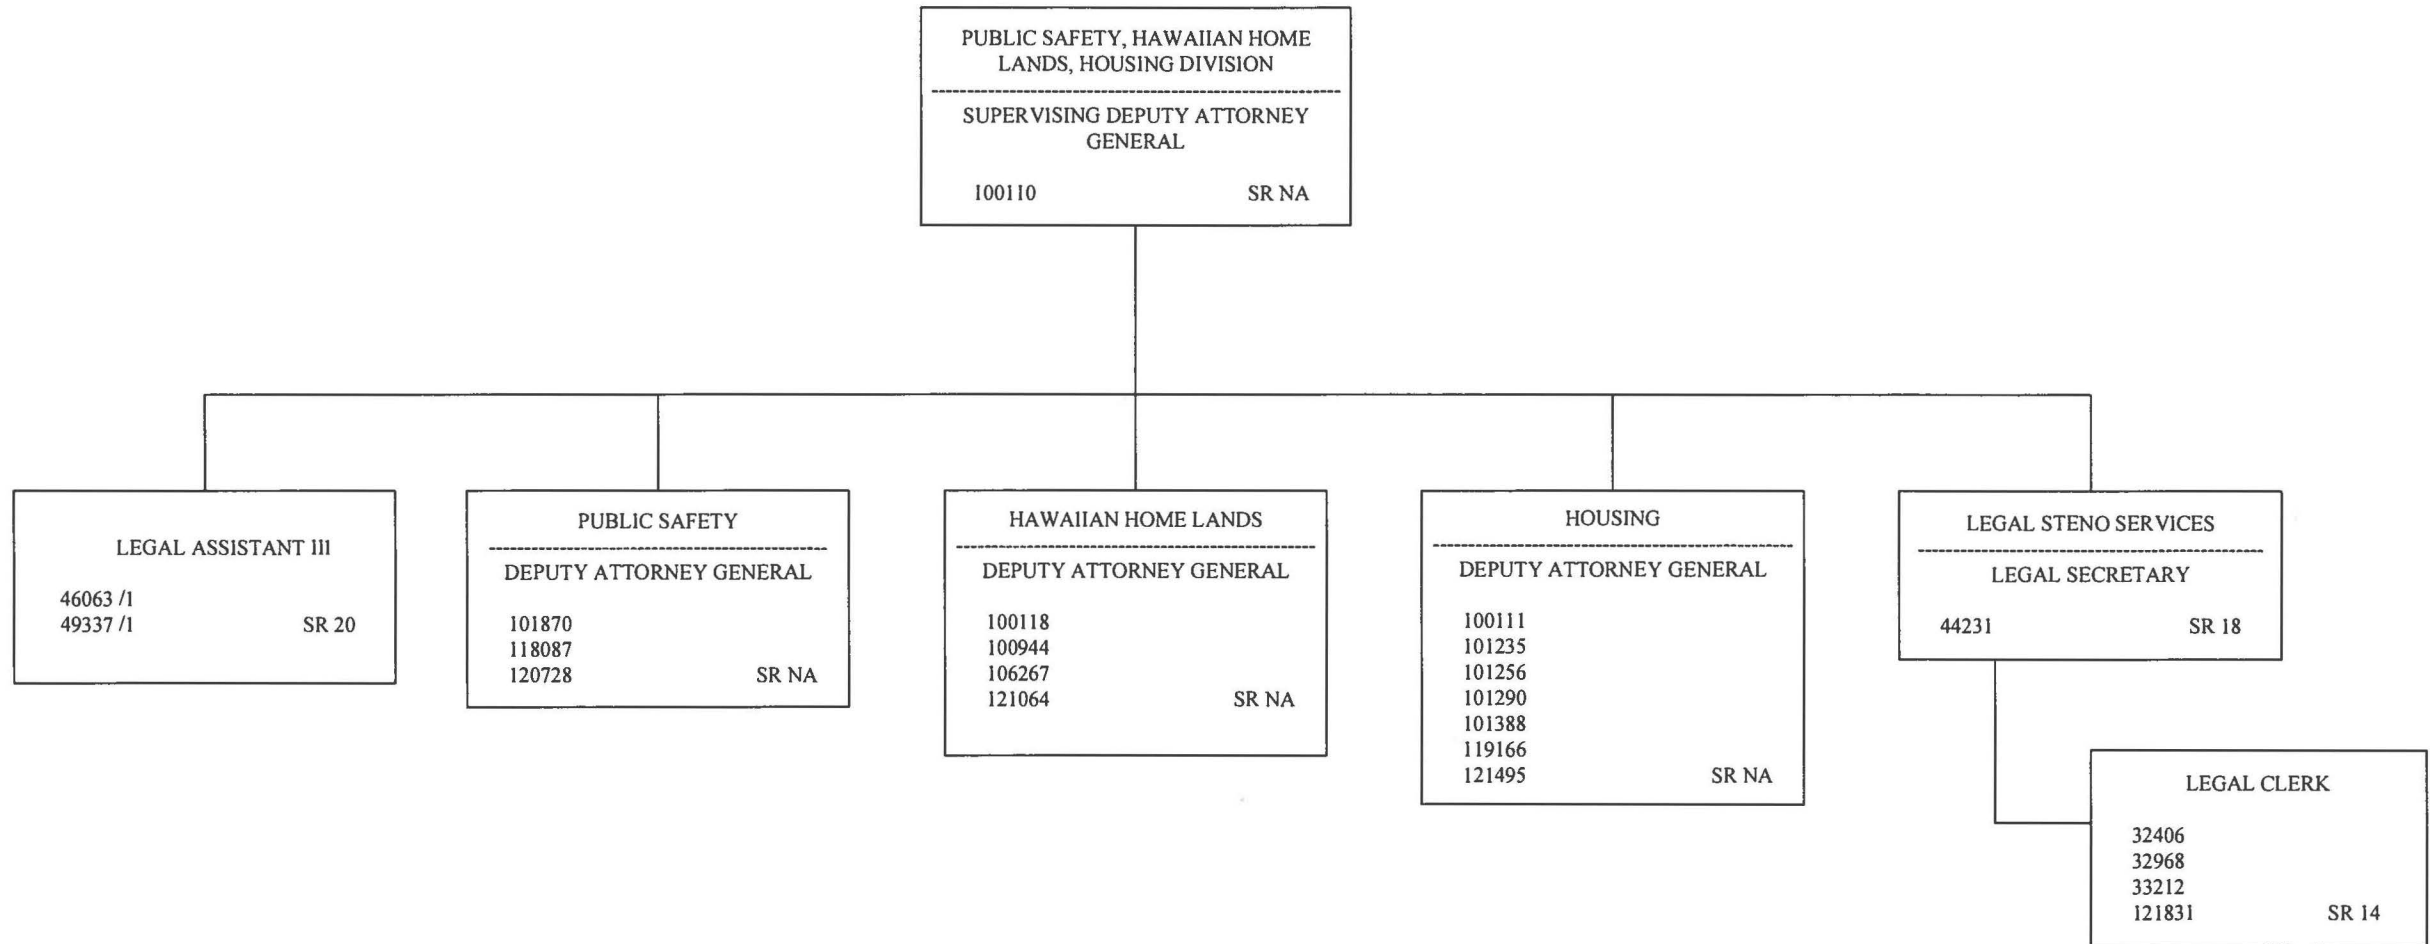 PUBLIC SAFETY, HAWAIIAN HOME
LANDS, HOUSING DIVISION
SUPERVISING DEPUTY ATTORNEY
GENERAL
100110 SR NA
LEGAL ASSISTANT III
46063 /1
49337 /1 SR 20
PUBLIC SAFETY
DEPUTY ATTORNEY GENERAL
101870
118087
120728 SR NA
HAWAIIAN HOME LANDS
DEPUTY ATTORNEY GENERAL
100118
100944
106267
121064 SR NA
HOUSING
DEPUTY ATTORNEY GENERAL
100111
101235
101256
101290
101388
119166
121495 SR NA
LEGAL STENO SERVICES
LEGAL SECRETARY
44231 SR 18
LEGAL CLERK
32406
32968
33212
121831 SR 14